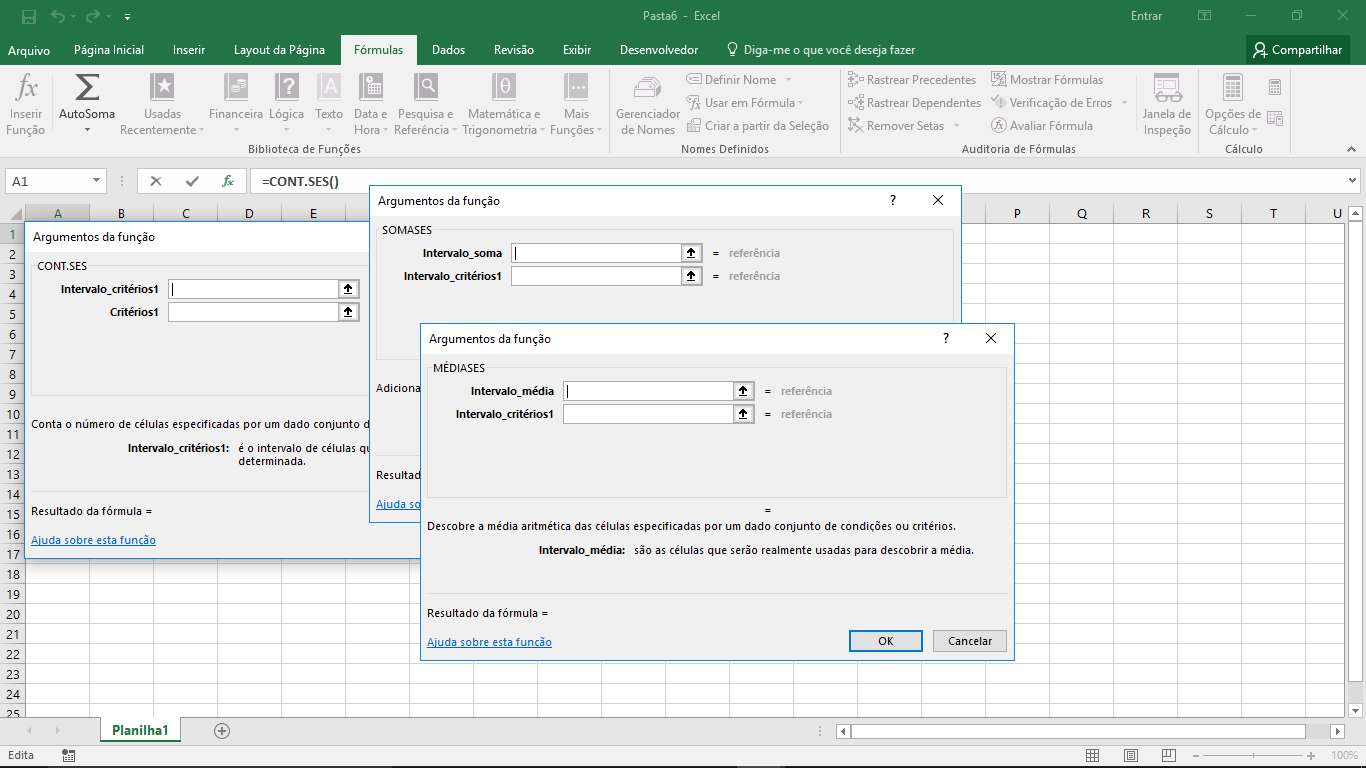 Pasta6 - Excel
Entrar
Arquivo Página Inicial Inserir Layout da Página Fórmulas Dados Revisão Exibir Desenvolvedor Diga-me o que você deseja fazer Compartilhar
Inserir Função
AutoSoma
Usadas Recentemente
Financeira
Lógica
Texto
Data e Hora
Pesquisa e Referência
Matemática e Trigonometria
Mais Funções
Biblioteca de Funções
Gerenciador de Nomes
Definir Nome
Usar em Fórmula
Criar a partir da Seleção
Nomes Definidos
Rastrear Precedentes
Rastrear Dependentes
Remover Setas
Mostrar Fórmulas
Verificação de Erros
Avaliar Fórmula
Auditoria de Fórmulas
Janela de Inspeção
Opções de Cálculo
Cálculo
A1
fx
=CONT.SES()
A B C D E P Q R S T U
1
2
3
4
5
6
7
8
9
10
11
12
13
14
15
16
17
18
19
20
21
22
23
24
25
Argumentos da função
CONT.SES
Intervalo_critérios1
Critérios1
Conta o número de células especificadas por um dado conjunto d
Intervalo_critérios1: é o intervalo de células qu
determinada.
Resultado da fórmula =
Ajuda sobre esta função
Argumentos da função ?
SOMASES
Intervalo_soma = referência
Intervalo_critérios1 = referência
Adiciona
Resultad
Ajuda so
Argumentos da função ?
MÉDIASES
Intervalo_média = referência
Intervalo_critérios1 = referência
=
Descobre a média aritmética das células especificadas por um dado conjunto de condições ou critérios.
Intervalo_média: são as células que serão realmente usadas para descobrir a média.
Resultado da fórmula =
Ajuda sobre esta função
OK Cancelar
Planilha1
Edita
100%